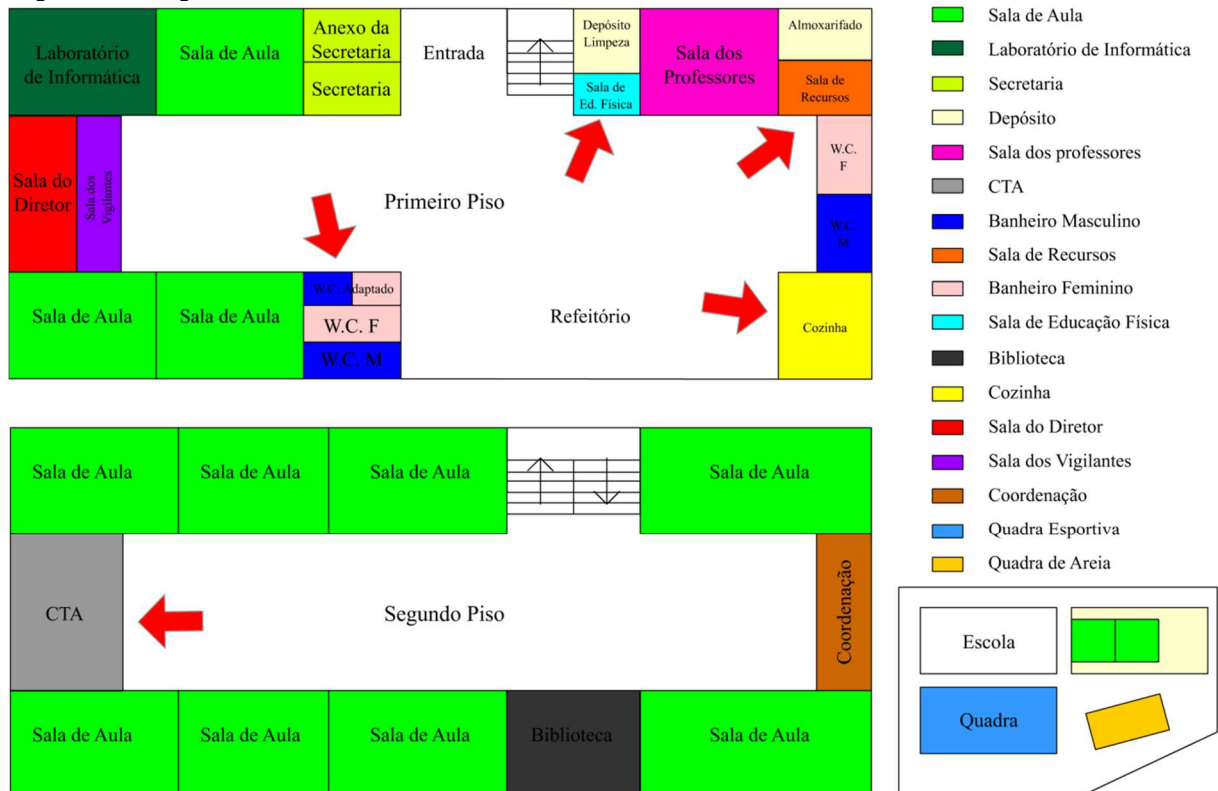 Laboratório
de Informática
Sala de Aula
Anexo da
Secretaria
Secretaria
Entrada
Depósito
Limpeza
Sala de
Ed. Física
Sala dos
Professores
Almoxarifado
Sala de
Recursos
Sala do
Diretor
Sala dos
Vigilantes
Primeiro Piso
W.C.
F
W.C.
M
Sala de Aula
Sala de Aula
W.C. Adaptado
W.C. F
W.C. M
Refeitório
Cozinha
Sala de Aula
Sala de Aula
Sala de Aula
Sala de Aula
CTA
Segundo Piso
Coordenação
Sala de Aula
Sala de Aula
Sala de Aula
Biblioteca
Sala de Aula
Sala de Aula
Laboratório de Informática
Secretaria
Depósito
Sala dos professores
CTA
Banheiro Masculino
Sala de Recursos
Banheiro Feminino
Sala de Educação Física
Biblioteca
Cozinha
Sala do Diretor
Sala dos Vigilantes
Coordenação
Quadra Esportiva
Quadra de Areia
Escola
Quadra